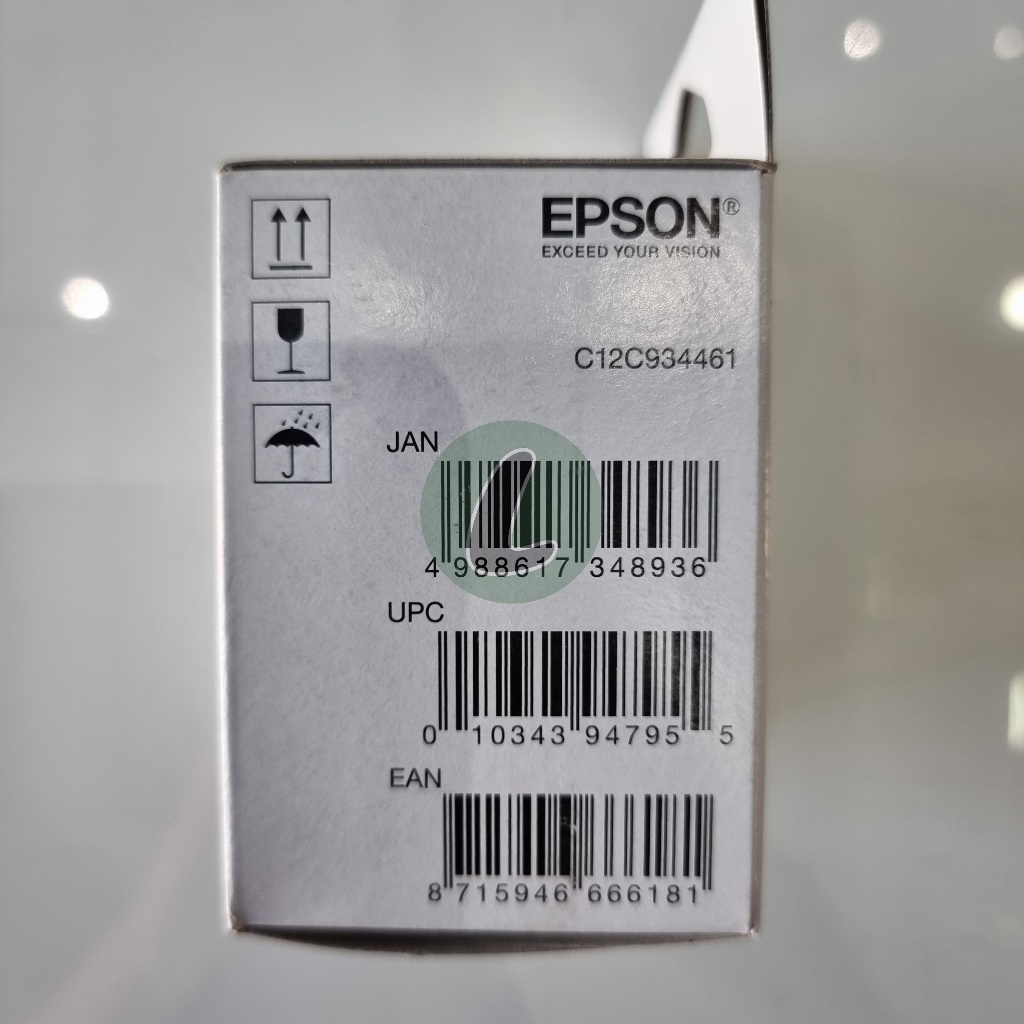 EPSON®
EXCEED YOUR VISION
C12C934461
JAN
4 988617 348936
UPC
0 10343 94795 5
EAN
8 715946 666181
L